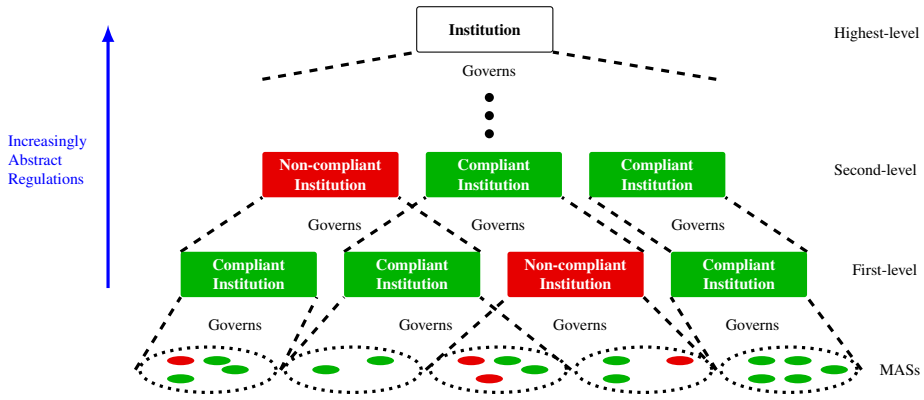 Institution
Highest-level
Governs
Increasingly
Abstract
Regulations
Non-compliant
Institution
Compliant
Institution
Compliant
Institution
Second-level
Governs
Governs
Governs
Compliant
Institution
Compliant
Institution
Non-compliant
Institution
Compliant
Institution
First-level
Governs
Governs
Governs
Governs
MASs